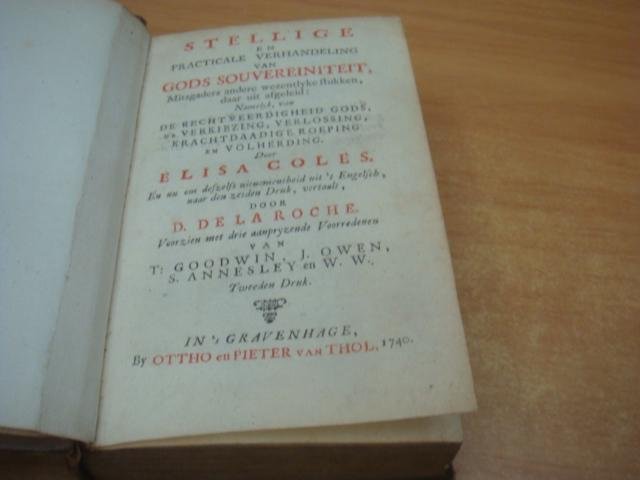 STELLIGE
EN
PRACTICALE VERHANDELING
VAN
GODS SOUVEREINITEIT,
Mitsgaders andere wezentlyke stukken,
daar uit afgeleid:
Namelyk, van
DE RECHTVEERDIGHEID GODS,
DE VERKIEZING, VERLOSSING,
KRACHTDAADIGE ROEPING
EN VOLHERDING.
Door
ELISA COLES.
En nu om deszelfs uitnementheid uit 't Engelsch,
naar den zesden Druk, vertaalt,
DOOR
D. DE LA ROCHE.
Voorzien met drie aanpryzende Voorredenen
VAN
T: GOODWIN, J. OWEN,
S. ANNESLEY en W. W.
Tweeden Druk.
IN 's GRAVENHAGE,
By OTTHO en PIETER VAN THOL, 1740.